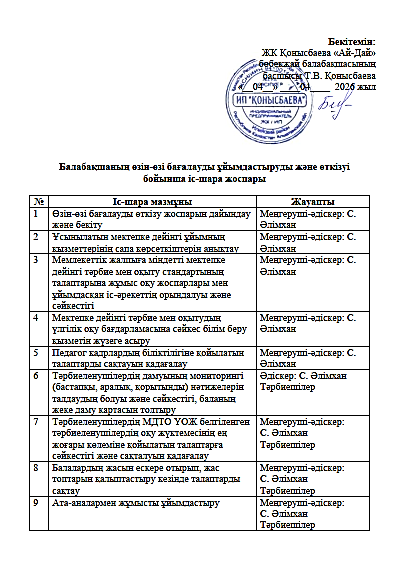 Бекітемін:
ЖК Қонысбаева «Ай-Дай»
бөбекжай балабақшасының
басшысы Т.В. Қонысбаева
«__04__»____04____ 2026 жыл
ИП "ҚОНЫСБАЕВА"
ИНДИВИДУАЛЬНЫЙ
ПРЕДПРИНИМАТЕЛЬ
Балабақшаның өзін-өзі бағалауды ұйымдастыруды және өткізуі
бойынша іс-шара жоспары
№ Іс-шара мазмұны Жауапты
1 Өзін-өзі бағалауды өткізу жоспарын дайындау Меңгеруші-әдіскер: С.
және бекіту Әлімхан
2 Ұсынылатын мектепке дейінгі ұйымның Меңгеруші-әдіскер: С.
қызметтерінің сапа көрсеткіштерін анықтау Әлімхан
3 Мемлекеттік жалпыға міндетті мектепке Меңгеруші-әдіскер: С.
дейінгі тәрбие мен оқыту стандартының Әлімхан
талаптарына жұмыс оқу жоспарлары мен
ұйымдасқан іс-әрекеттің орындалуы және
сәйкестігі
4 Мектепке дейінгі тәрбие мен оқытудың Меңгеруші-әдіскер: С.
үлгілік оқу бағдарламасына сәйкес білім беру Әлімхан
қызметін жүзеге асыру
5 Педагог кадрлардың біліктілігіне қойылатын Меңгеруші-әдіскер: С.
талаптарды сақтауын қадағалау Әлімхан
6 Тәрбиеленушілердің дамуының мониторингі Әдіскер: С. Әлімхан
(бастапқы, аралық, қорытынды) нәтижелерін Тәрбиешілер
талдаудың болуы және сәйкестігі, баланың
жеке даму картасын толтыру
7 Тәрбиеленушілердің МДТО ҮОЖ белгіленген Меңгеруші-әдіскер:
тәрбиеленушілердің оқу жүктемесінің ең С. Әлімхан
жоғарғы көлеміне қойылатын талаптарға Тәрбиешілер
сәйкестігі және сақталуын қадағалау
8 Балалардың жасын ескере отырып, жас Меңгеруші-әдіскер:
топтарын қалыптастыру кезінде талаптарды С. Әлімхан
сақтау Тәрбиешілер
9 Ата-аналармен жұмысты ұйымдастыру Меңгеруші-әдіскер:
С. Әлімхан
Тәрбиешілер